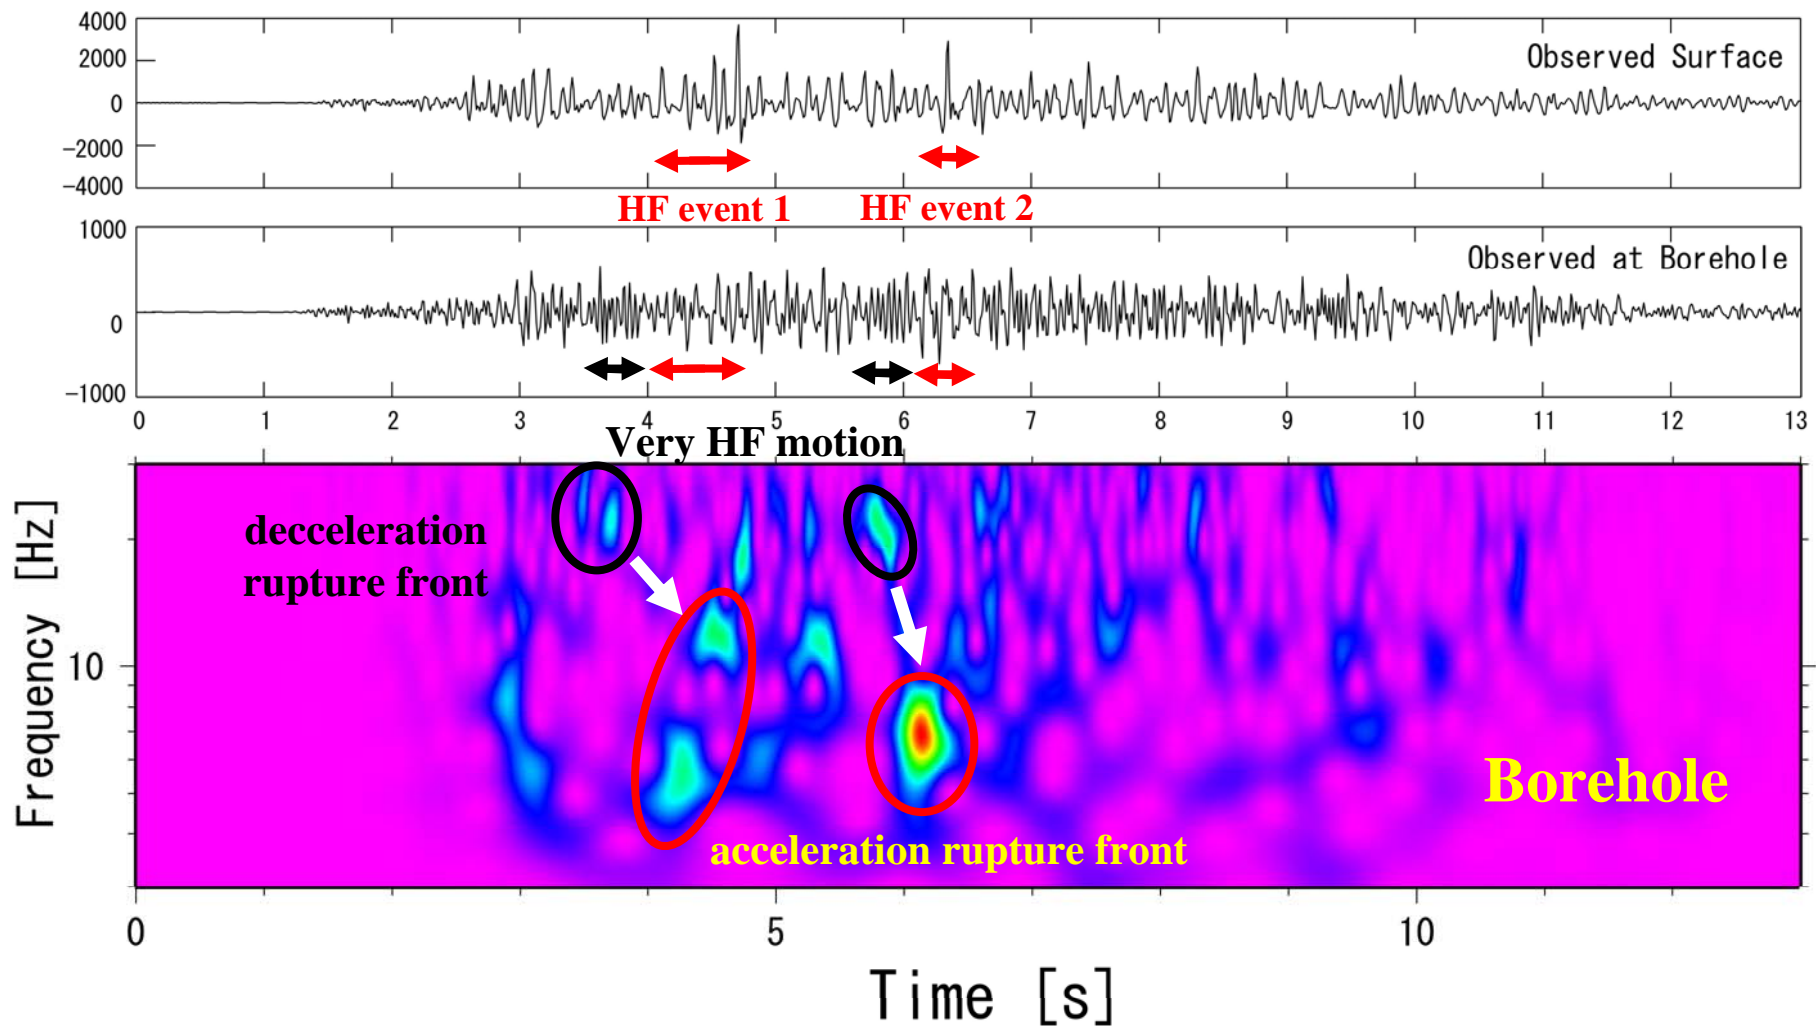 4000
2000
0
-2000
-4000
Observed Surface
HF event 1
HF event 2
1000
0
-1000
Observed at Borehole
0 1 2 3 4 5 6 7 8 9 10 11 12 13
Very HF motion
decceleration
rupture front
Frequency [Hz]
10
Borehole
acceleration rupture front
0 5 10
Time [s]